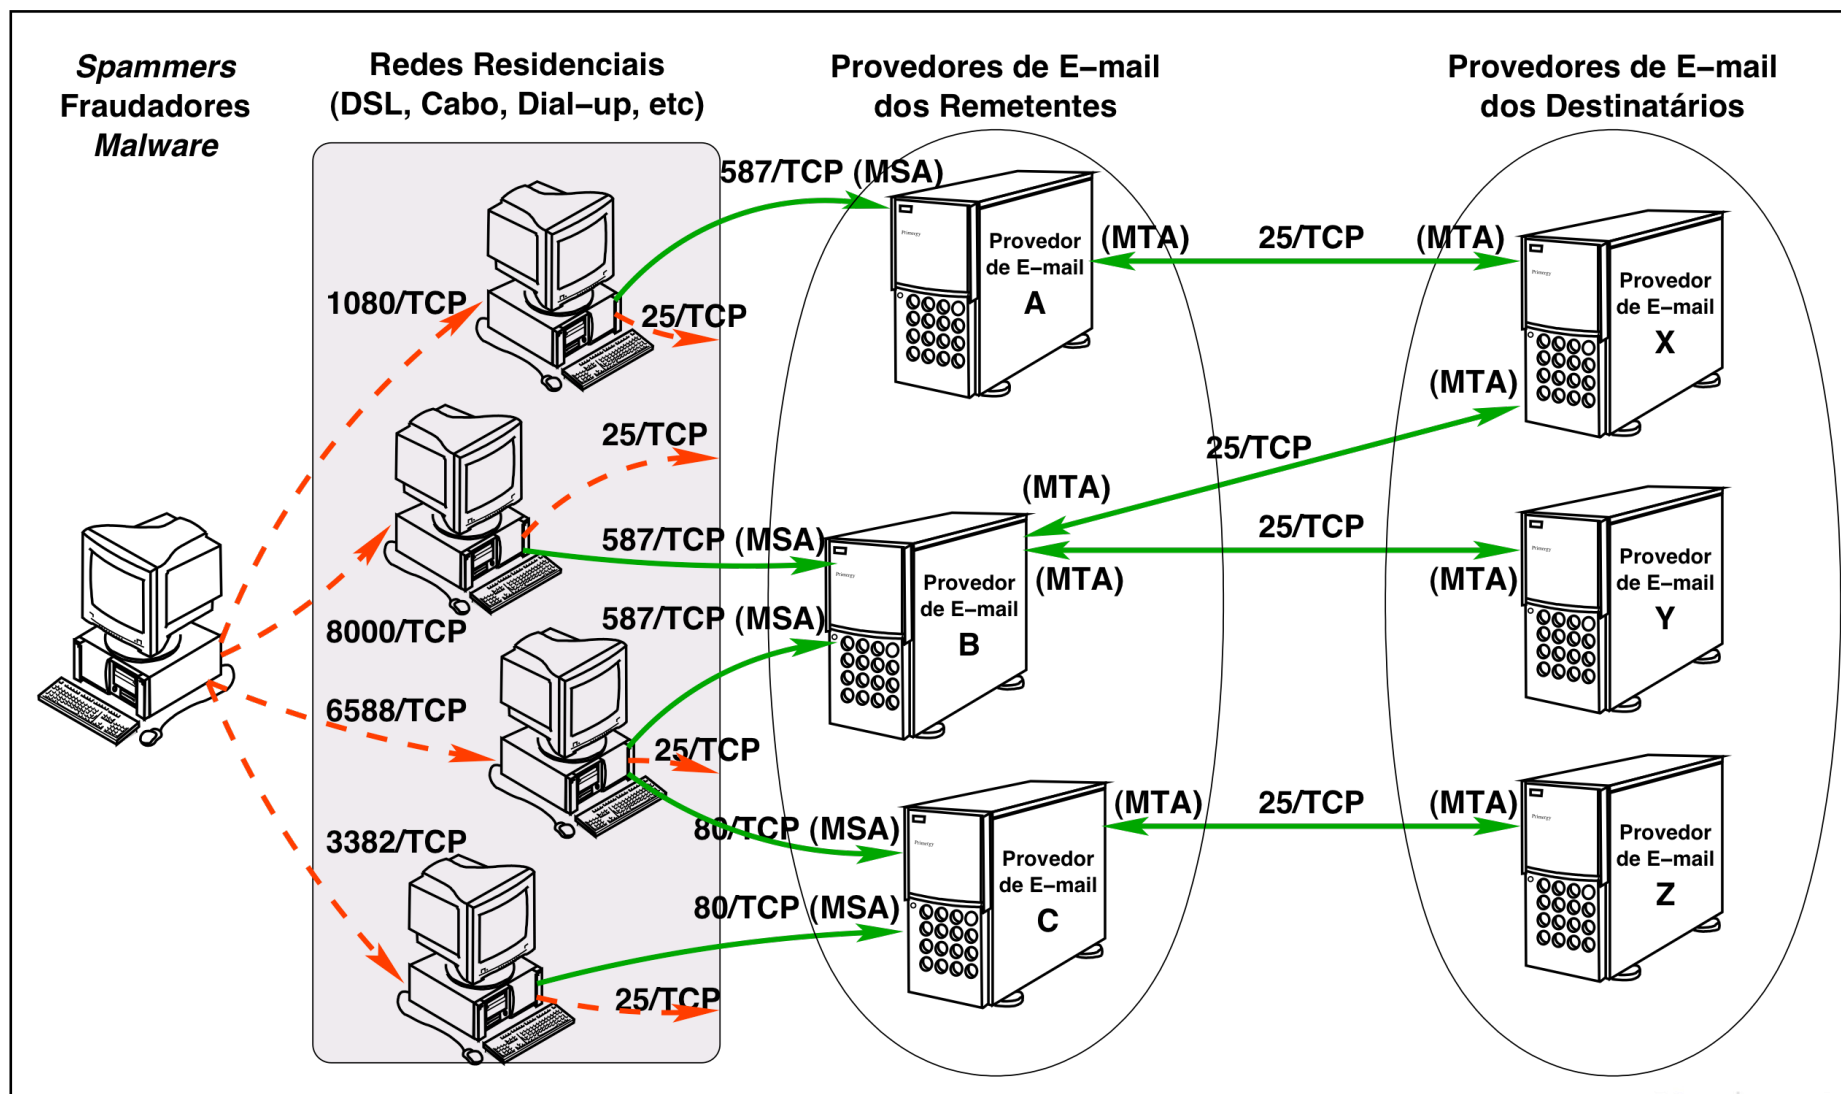 Spammers
Fraudadores
Malware
Redes Residenciais
(DSL, Cabo, Dial–up, etc)
Provedores de E–mail
dos Remetentes
Provedores de E–mail
dos Destinatários
587/TCP (MSA)
1080/TCP
25/TCP
Provedor
de E–mail
A
(MTA)
25/TCP
(MTA)
Provedor
de E–mail
X
25/TCP
(MTA)
25/TCP
(MTA)
587/TCP (MSA)
8000/TCP
587/TCP (MSA)
Provedor
de E–mail
B
(MTA)
25/TCP
(MTA)
Provedor
de E–mail
Y
6588/TCP
25/TCP
3382/TCP
80/TCP (MSA)
80/TCP (MSA)
25/TCP
Provedor
de E–mail
C
(MTA)
25/TCP
(MTA)
Provedor
de E–mail
Z